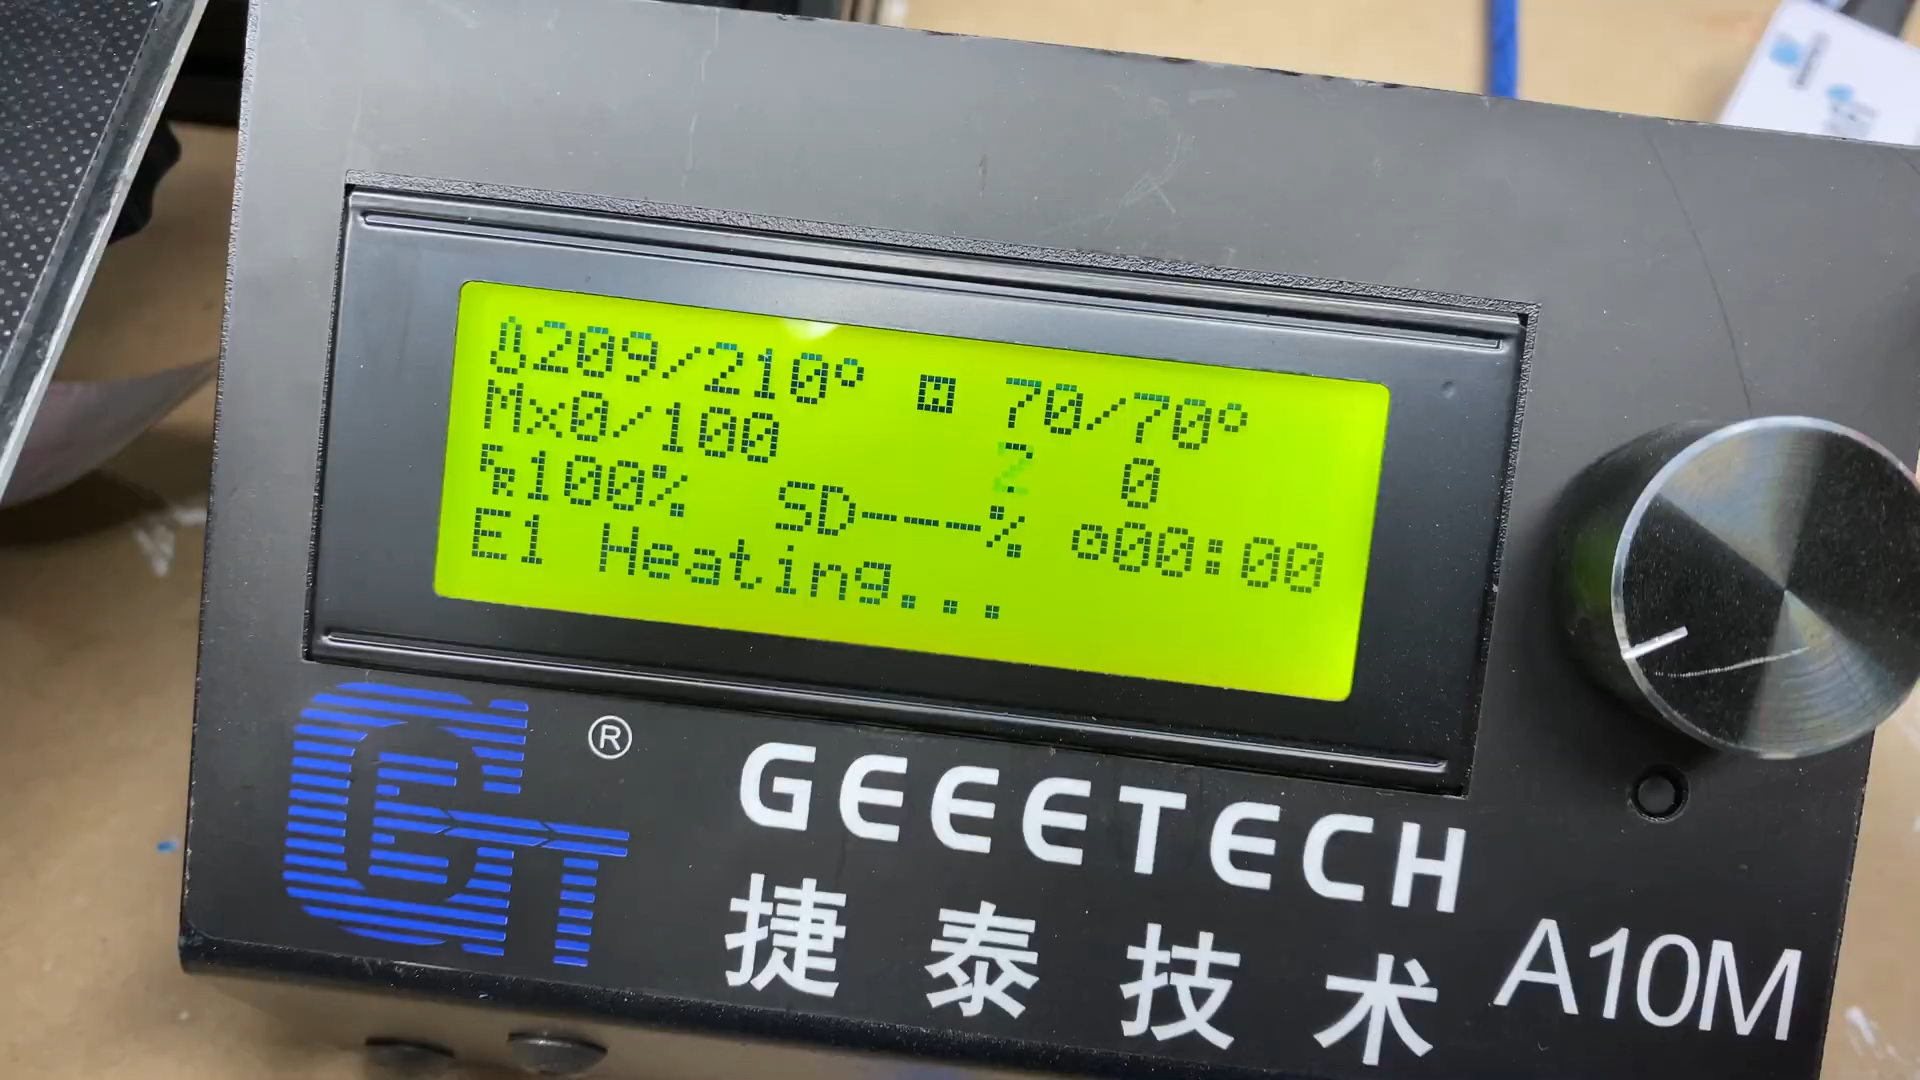 209/210° 70/70°
Mx0/100 Z 0
100% SD---% 00:00
E1 Heating...
GT ®
GEEETECH
捷泰技术 A10M